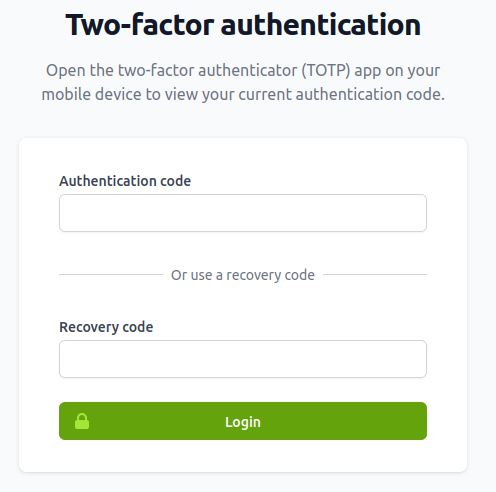 Two-factor authentication
Open the two-factor authenticator (TOTP) app on your
mobile device to view your current authentication code.
Authentication code
Or use a recovery code
Recovery code
Login